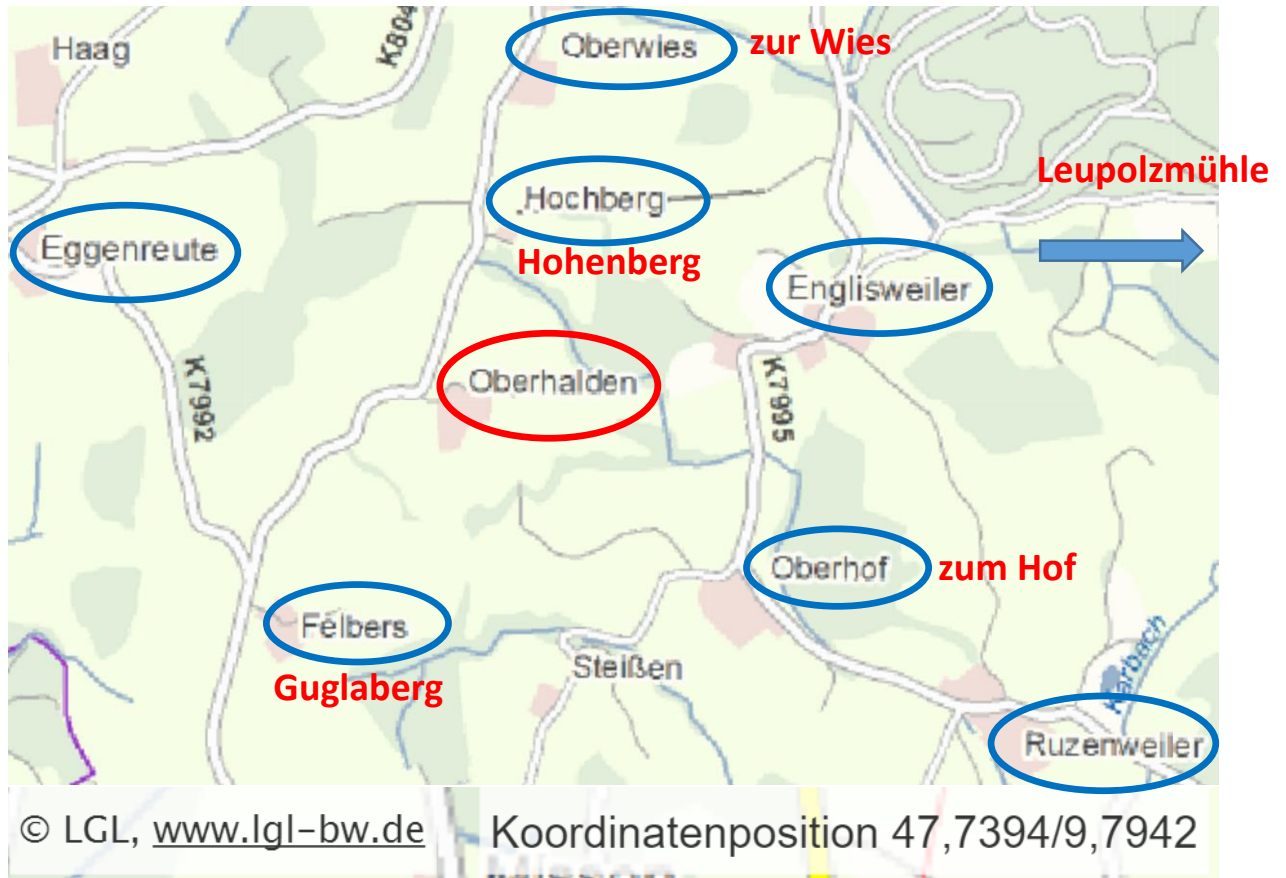 Haag
K804
Oberwies
zur Wies
Leupolzmühle
Hochberg
Hohenberg
Eggenreute
Englisweiler
K7992
Oberhalden
K7995
Oberhof
zum Hof
Felbers
Guglaberg
Steißen
Karbach
Ruzenweiler
© LGL, www.lgl-bw.de
Koordinatenposition 47,7394/9,7942